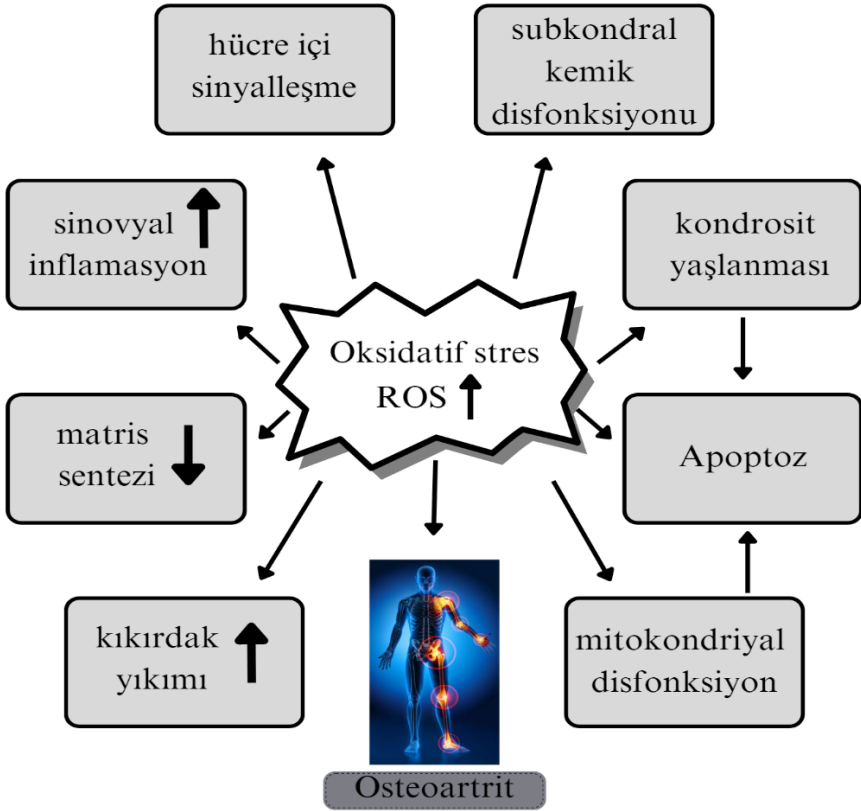 hücre içi
sinyalleşme
subkondral
kemik
disfonksiyonu
sinovyal
inflamasyon
kondrosit
yaşlanması
Oksidatif stres
ROS
matris
sentezi
Apoptoz
kıkırdak
yıkımı
mitokondriyal
disfonksiyon
Osteoartrit